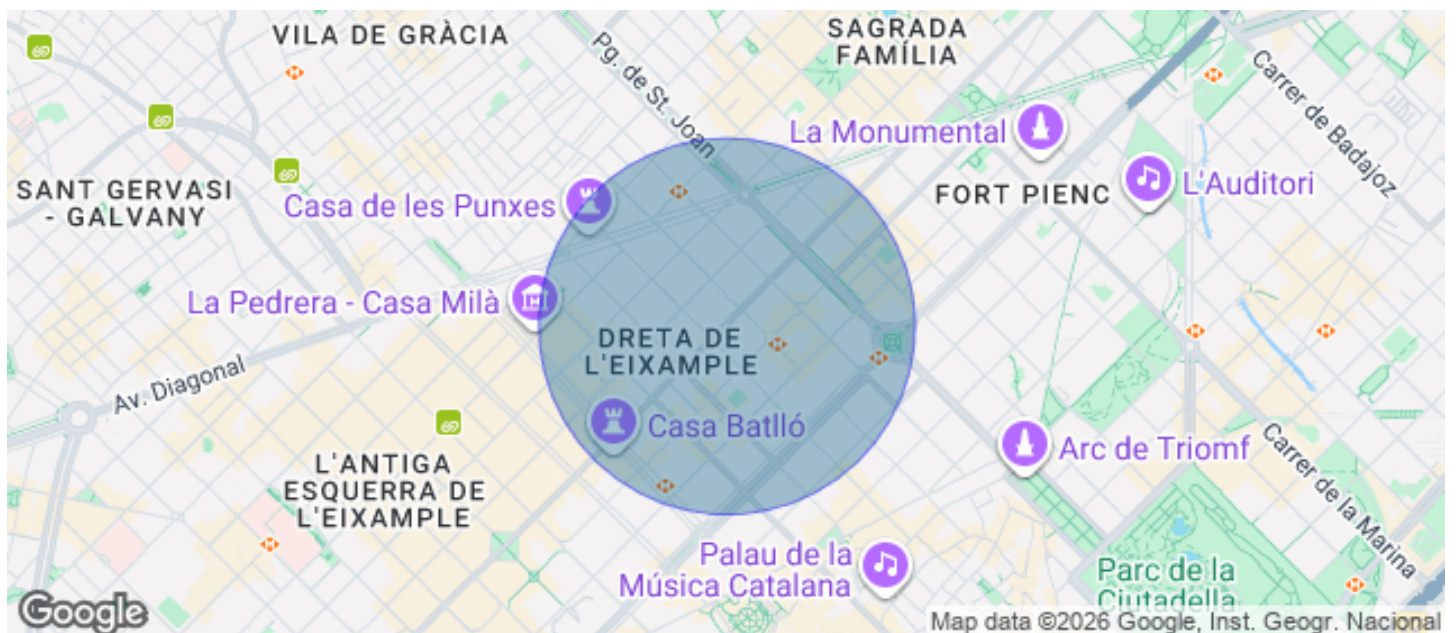 VILA DE GRÀCIA
SAGRADA
FAMÍLIA
Pg. de St. Joan
Carrer de Badajoz
La Monumental
SANT GERVASI
- GALVANY
Casa de les Punxes
FORT PIENC
L'Auditori
La Pedrera - Casa Milà
DRETA DE
L'EIXAMPLE
Av. Diagonal
Casa Batlló
Arc de Triomf
L'ANTIGA
ESQUERRA DE
L'EIXAMPLE
Carrer de la Marina
Palau de la
Música Catalana
Parc de la
Ciutadella
Google
Map data ©2026 Google, Inst. Geogr. Nacional